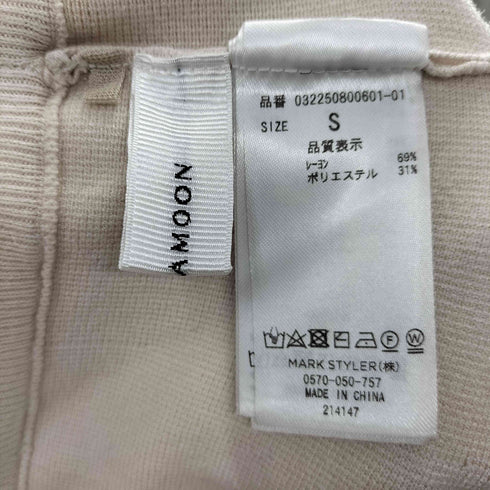 AMOON
品番 032250800601-01
SIZE S
品質表示
レーヨン 69%
ポリエステル 31%
MARK STYLER(株)
0570-050-757
MADE IN CHINA
214147